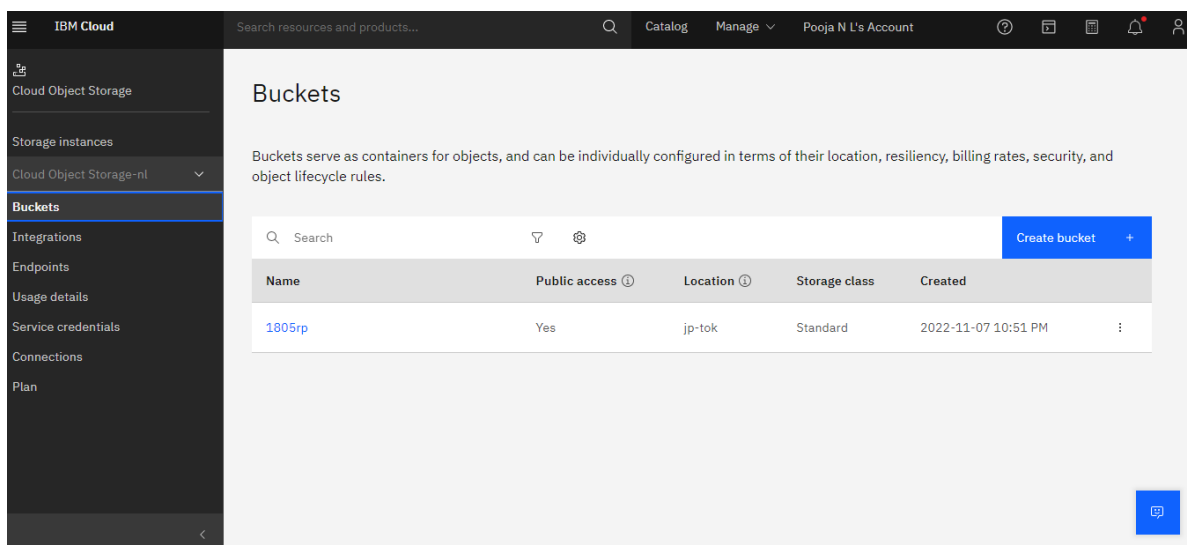 IBM Cloud
Search resources and products...
Catalog
Manage
Pooja N L's Account
Cloud Object Storage
Storage instances
Cloud Object Storage-nl
Buckets
Integrations
Endpoints
Usage details
Service credentials
Connections
Plan
Buckets
Buckets serve as containers for objects, and can be individually configured in terms of their location, resiliency, billing rates, security, and
object lifecycle rules.
Search
Create bucket +
Name Public access Location Storage class Created
1805rp Yes jp-tok Standard 2022-11-07 10:51 PM